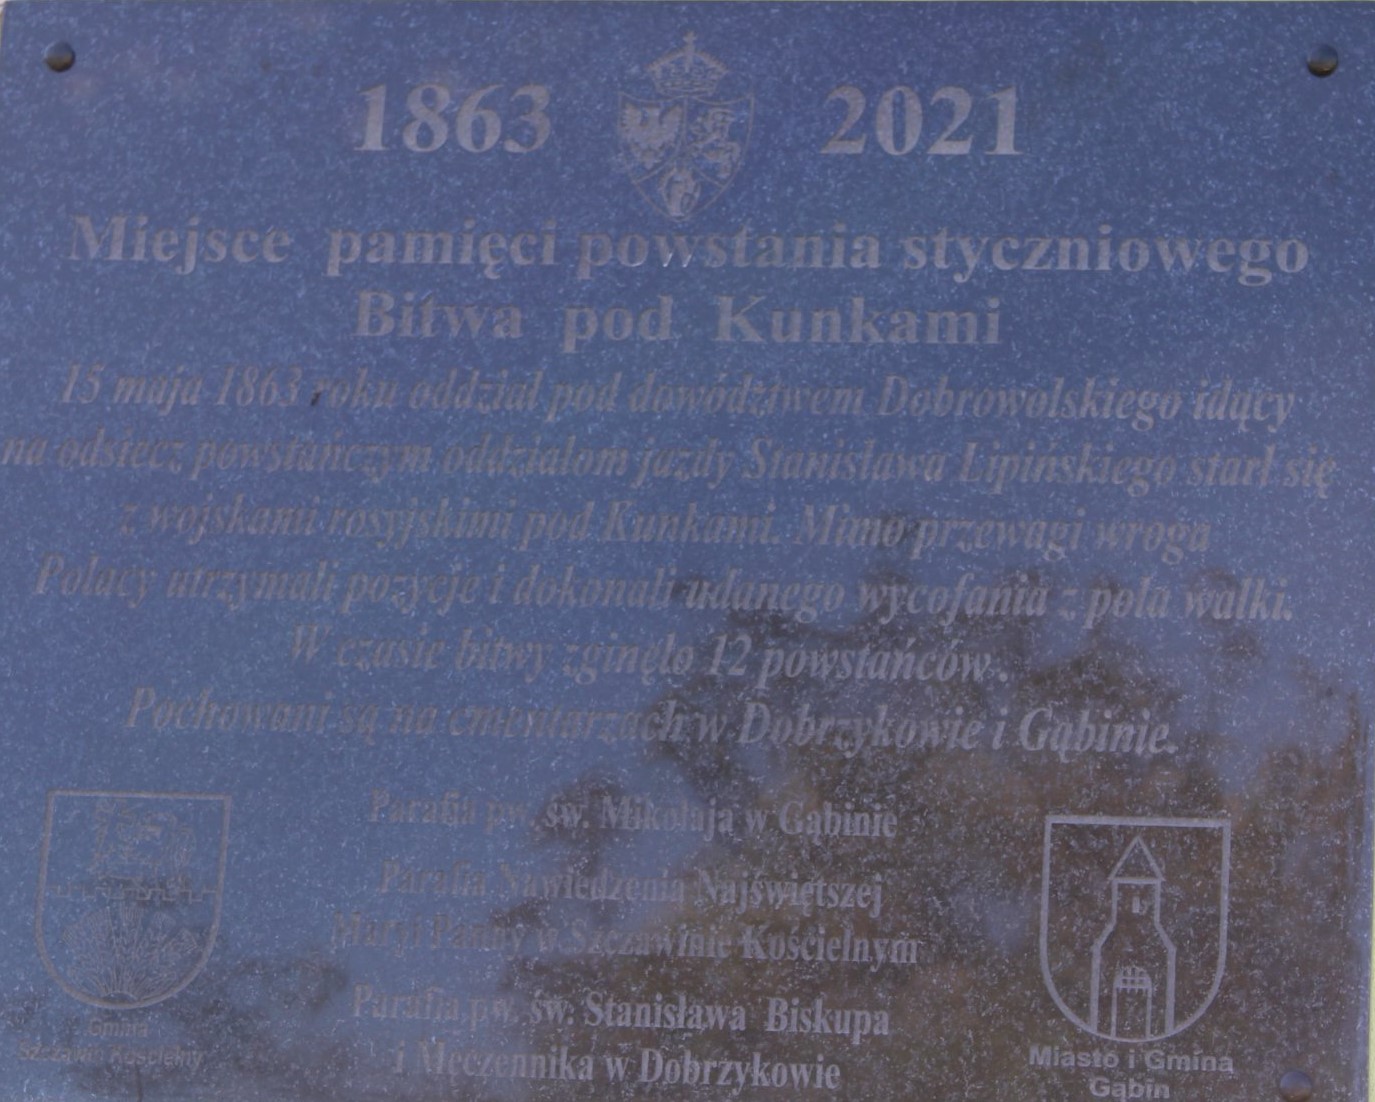 1863 2021
Miejsce pamięci powstania styczniowego
Bitwa pod Kunkami
15 maja 1863 roku oddział pod dowództwem Dobrowolskiego idący
na odsiecz powstańczym oddziałom jazdy Stanisława Lipińskiego starł się
z wojskami rosyjskimi pod Kunkami. Mimo przewagi wroga
Polacy utrzymali pozycje i dokonali udanego wycofania z pola walki.
W czasie bitwy zginęło 12 powstańców.
Pochowani są na cmentarzach w Dobrzykowie i Gąbinie.
Parafia pw. św. Mikołaja w Gąbinie
Parafia Nawiedzenia Najświętszej
Maryi Panny w Szczawinie Kościelnym
Parafia pw. św. Stanisława Biskupa
i Męczennika w Dobrzykowie
Gmina
Szczawin Kościelny
Miasto i Gmina
Gąbin